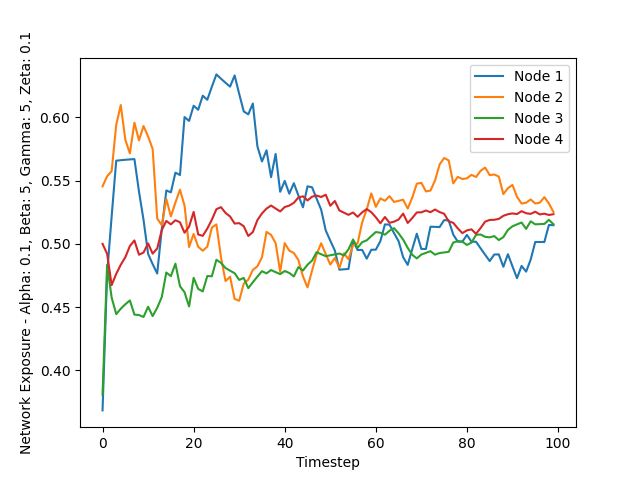 Network Exposure - Alpha: 0.1, Beta: 5, Gamma: 5, Zeta: 0.1
0.60
0.55
0.50
0.45
0.40
Node 1
Node 2
Node 3
Node 4
0 20 40 60 80 100
Timestep